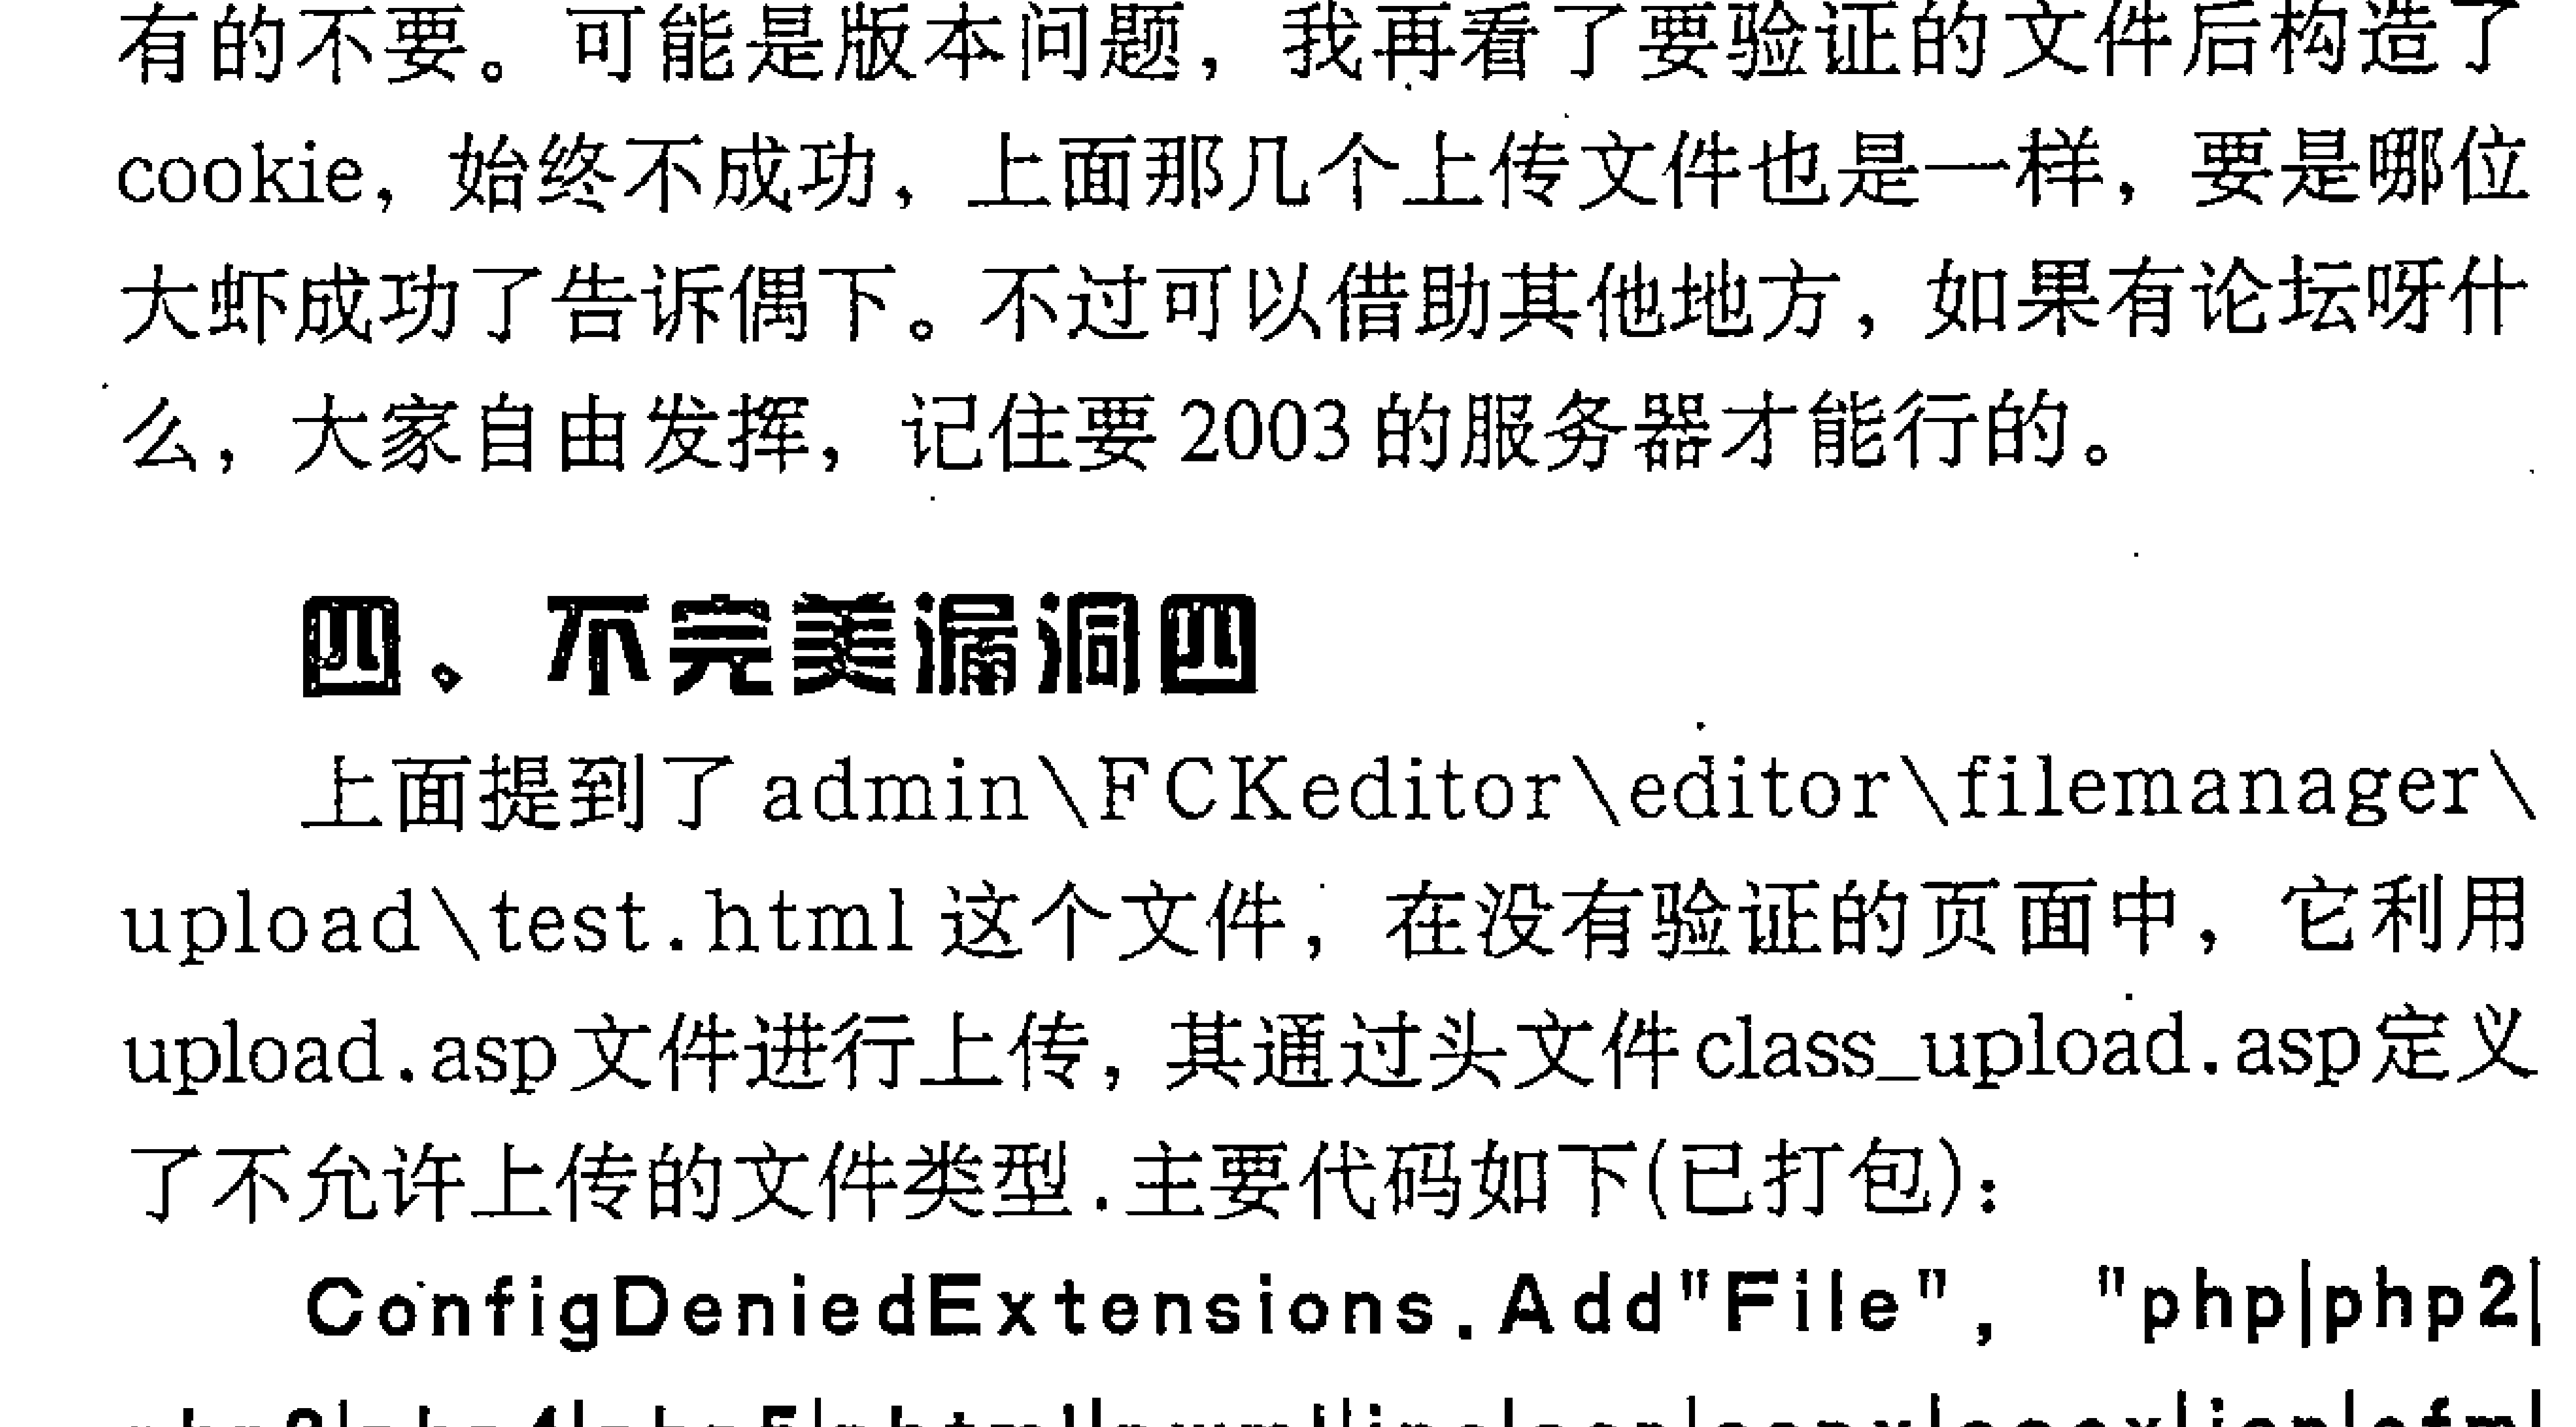 有的不要。可能是版本问题，我再看了要验证的文件后构造了
cookie，始终不成功，上面那几个上传文件也是一样，要是哪位
大虾成功了告诉偶下。不过可以借助其他地方，如果有论坛呀什
么，大家自由发挥，记住要2003的服务器才能行的。
四、不完美漏洞四
上面提到了admin\FCKeditor\editor\filemanager\
upload\test.html这个文件，在没有验证的页面中，它利用
upload.asp文件进行上传，其通过头文件class_upload.asp定义
了不允许上传的文件类型.主要代码如下(已打包)：
ConfigDeniedExtensions.Add"File", "php|php2|